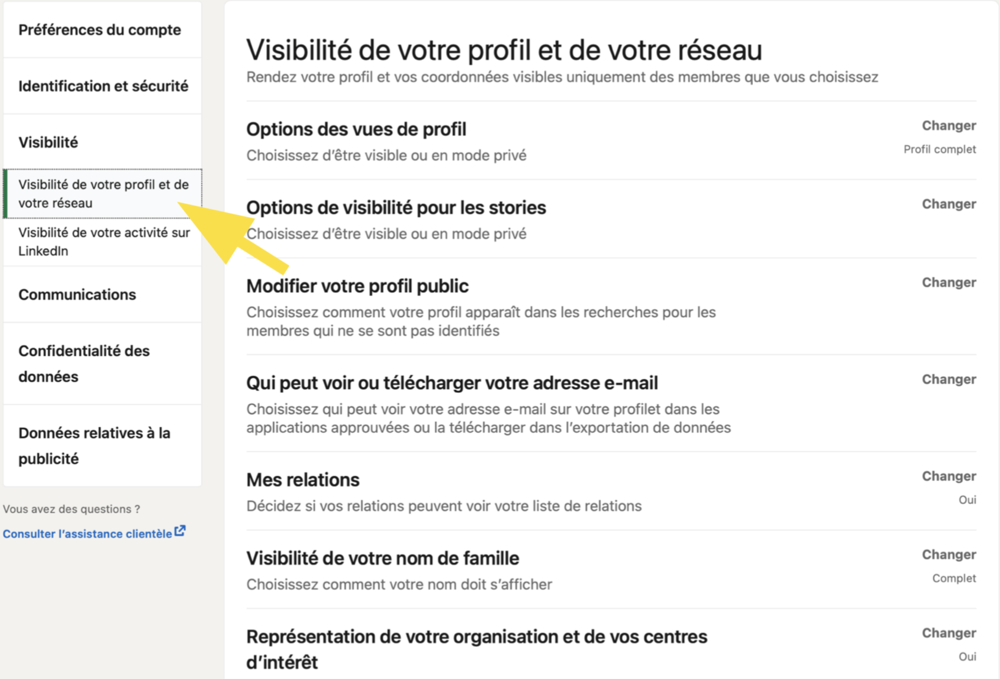 Préférences du compte
Identification et sécurité
Visibilité
Visibilité de votre profil et de
votre réseau
Visibilité de votre activité sur
LinkedIn
Communications
Confidentialité des
données
Données relatives à la
publicité
Vous avez des questions ?
Consulter l'assistance clientèle
Visibilité de votre profil et de votre réseau
Rendez votre profil et vos coordonnées visibles uniquement des membres que vous choisissez
Options des vues de profil
Changer
Choisissez d'être visible ou en mode privé
Profil complet
Options de visibilité pour les stories
Changer
Choisissez d'être visible ou en mode privé
Modifier votre profil public
Changer
Choisissez comment votre profil apparaît dans les recherches pour les
membres qui ne se sont pas identifiés
Qui peut voir ou télécharger votre adresse e-mail
Changer
Choisissez qui peut voir votre adresse e-mail sur votre profilet dans les
applications approuvées ou la télécharger dans l'exportation de données
Mes relations
Changer
Décidez si vos relations peuvent voir votre liste de relations
Oui
Visibilité de votre nom de famille
Changer
Choisissez comment votre nom doit s'afficher
Complet
Représentation de votre organisation et de vos centres
d'intérêt
Changer
Oui